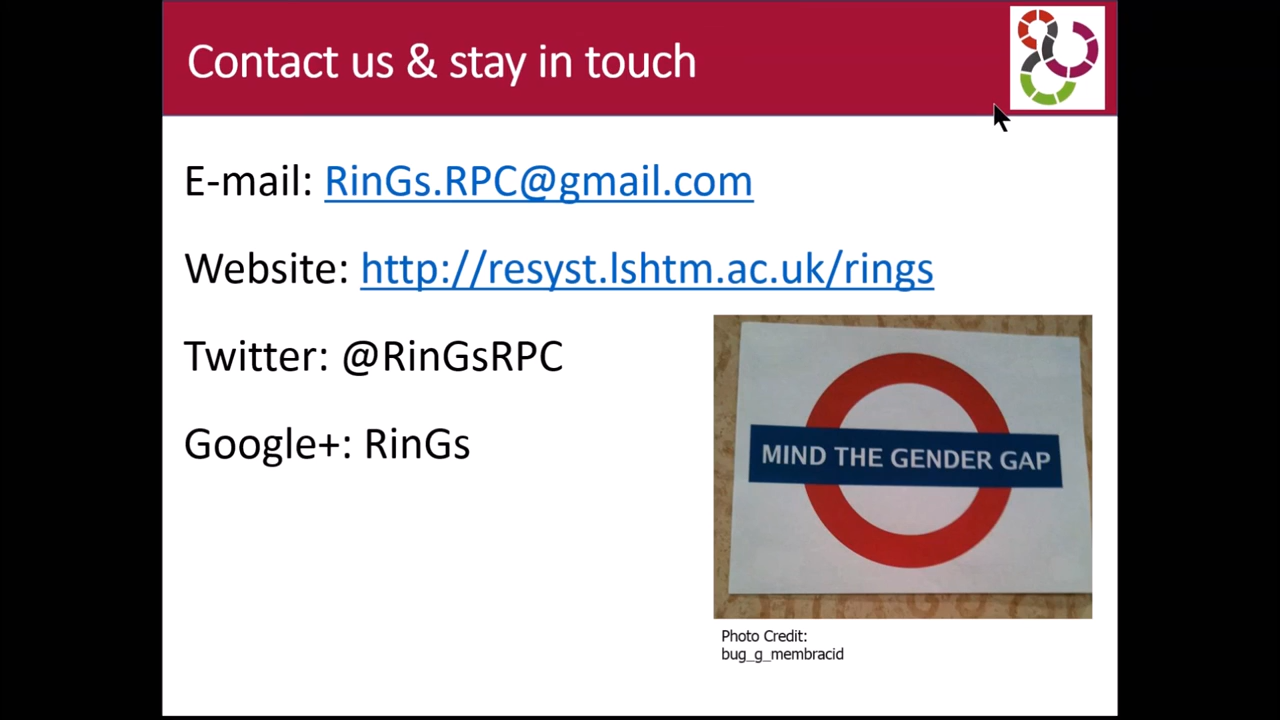 Contact us & stay in touch
E-mail: RinGs.RPC@gmail.com
Website: http://resyst.lshtm.ac.uk/rings
Twitter: @RinGsRPC
Google+: RinGs
MIND THE GENDER GAP
Photo Credit:
bug_g_membracid